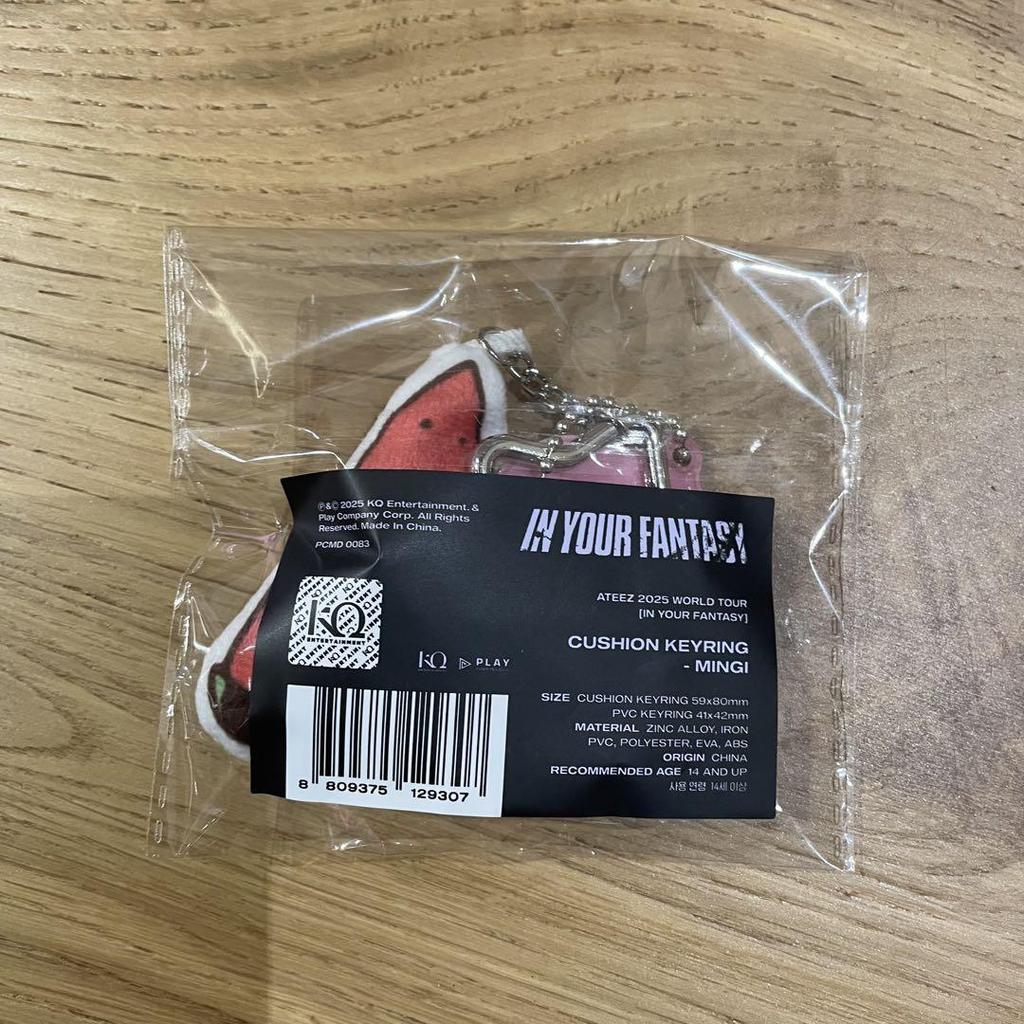 ℗&© 2025 KQ Entertainment. &
Play Company Corp. All Rights
Reserved. Made In China.
PCMD 0083
IN YOUR FANTASY
ATEEZ 2025 WORLD TOUR
[IN YOUR FANTASY]
CUSHION KEYRING
- MINGI
KQ
ENTERTAINMENT
KQ
PLAY
SIZE CUSHION KEYRING 59x80mm
PVC KEYRING 41x42mm
MATERIAL ZINC ALLOY, IRON
PVC, POLYESTER, EVA, ABS
ORIGIN CHINA
RECOMMENDED AGE 14 AND UP
사용 연령 14세 이상
8 809375 129307